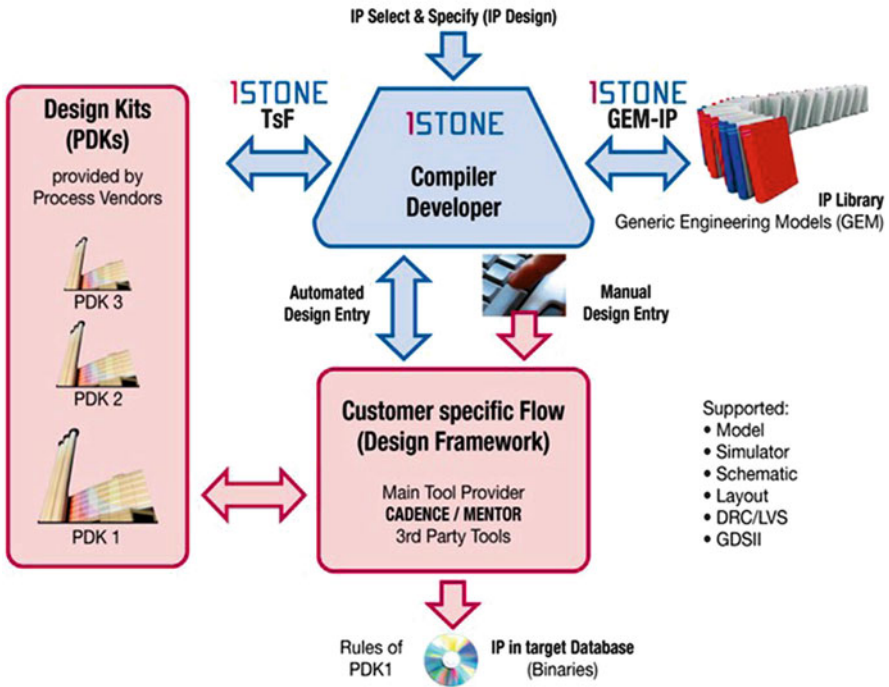 IP Select & Specify (IP Design)
Design Kits
(PDKs)
provided by
Process Vendors
PDK 3
PDK 2
PDK 1
1STONE
TsF
1STONE
Compiler
Developer
1STONE
GEM-IP
IP Library
Generic Engineering Models (GEM)
Automated
Design Entry
Manual
Design Entry
Customer specific Flow
(Design Framework)
Main Tool Provider
CADENCE / MENTOR
3rd Party Tools
Supported:
• Model
• Simulator
• Schematic
• Layout
• DRC/LVS
• GDSII
Rules of
PDK1
IP in target Database
(Binaries)